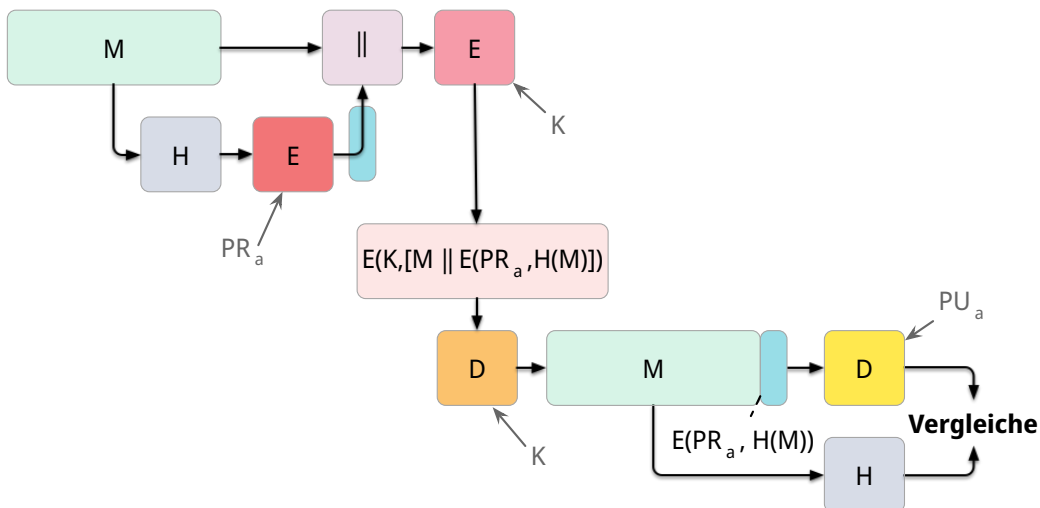 M
||
E
K
H
E
PR a
E(K,[M || E(PR a ,H(M)])
PU a
D
M
D
K
E(PR a , H(M))
Vergleiche
H